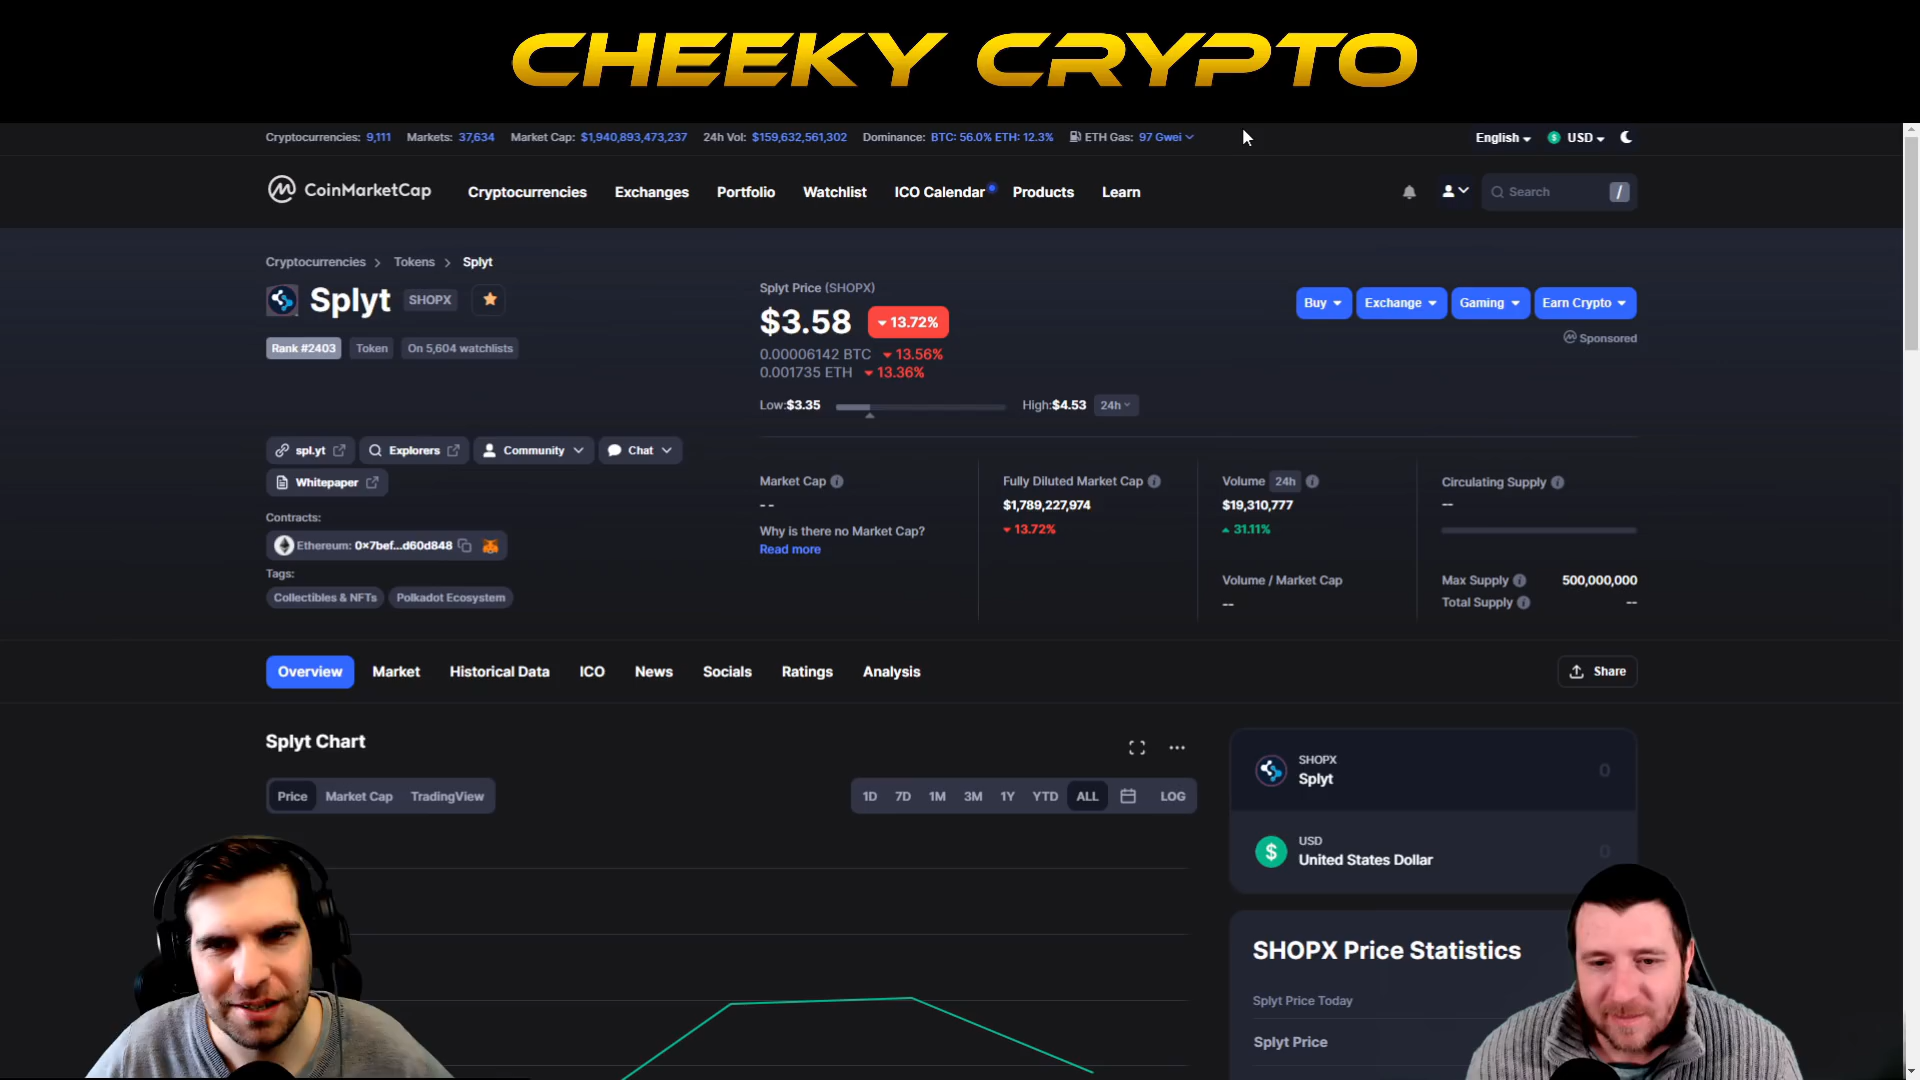 CHEEKY CRYPTO
Cryptocurrencies: 9,111 Markets: 37,634 Market Cap: $1,940,893,473,237 24h Vol: $159,632,561,302 Dominance: BTC: 56.0% ETH: 12.3% ETH Gas: 97 Gwei English USD
CoinMarketCap Cryptocurrencies Exchanges Portfolio Watchlist ICO Calendar Products Learn Search /
Cryptocurrencies > Tokens > Splyt
Splyt SHOPX
Rank #2403 Token On 5,604 watchlists
Splyt Price (SHOPX)
$3.58 13.72%
0.00006142 BTC 13.56%
0.001735 ETH 13.36%
Low:$3.35 High:$4.53 24h
Buy Exchange Gaming Earn Crypto
Sponsored
spl.yt Explorers Community Chat
Whitepaper
Contracts:
Ethereum: 0x7bef...d60d848
Tags:
Collectibles & NFTs Polkadot Ecosystem
Market Cap
- -
Why is there no Market Cap?
Read more
Fully Diluted Market Cap
$1,789,227,974
13.72%
Volume 24h
$19,310,777
31.11%
Volume / Market Cap
--
Circulating Supply
--
Max Supply 500,000,000
Total Supply --
Overview Market Historical Data ICO News Socials Ratings Analysis Share
Splyt Chart
Price Market Cap TradingView 1D 7D 1M 3M 1Y YTD ALL LOG
SHOPX
Splyt 0
USD
United States Dollar 0
SHOPX Price Statistics
Splyt Price Today
Splyt Price